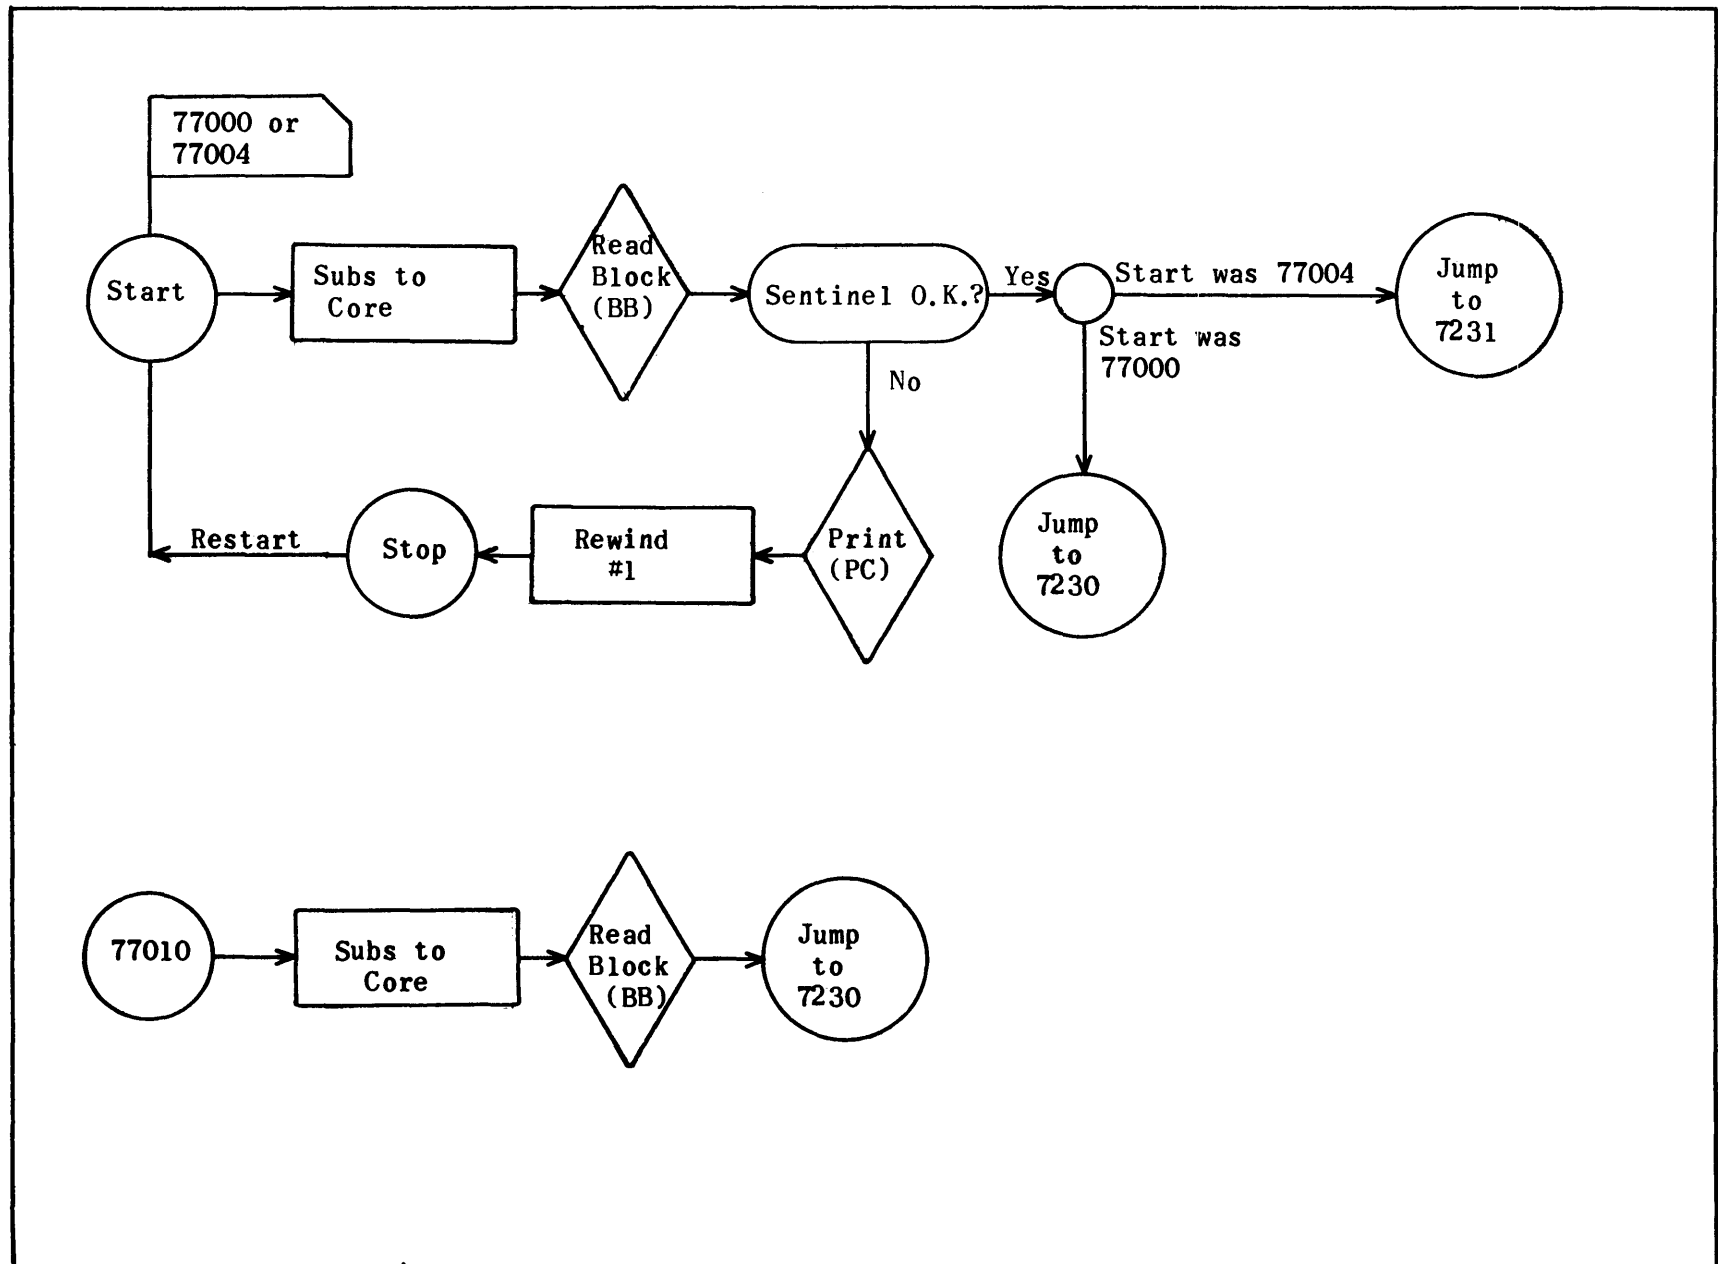 77000 or
77004
Start
Subs to
Core
Read
Block
(BB)
Sentinel O.K.?
Yes
Start was 77004
Jump
to
7231
Start was
77000
No
Jump
to
7230
Print
(PC)
Rewind
#1
Stop
Restart
77010
Subs to
Core
Read
Block
(BB)
Jump
to
7230